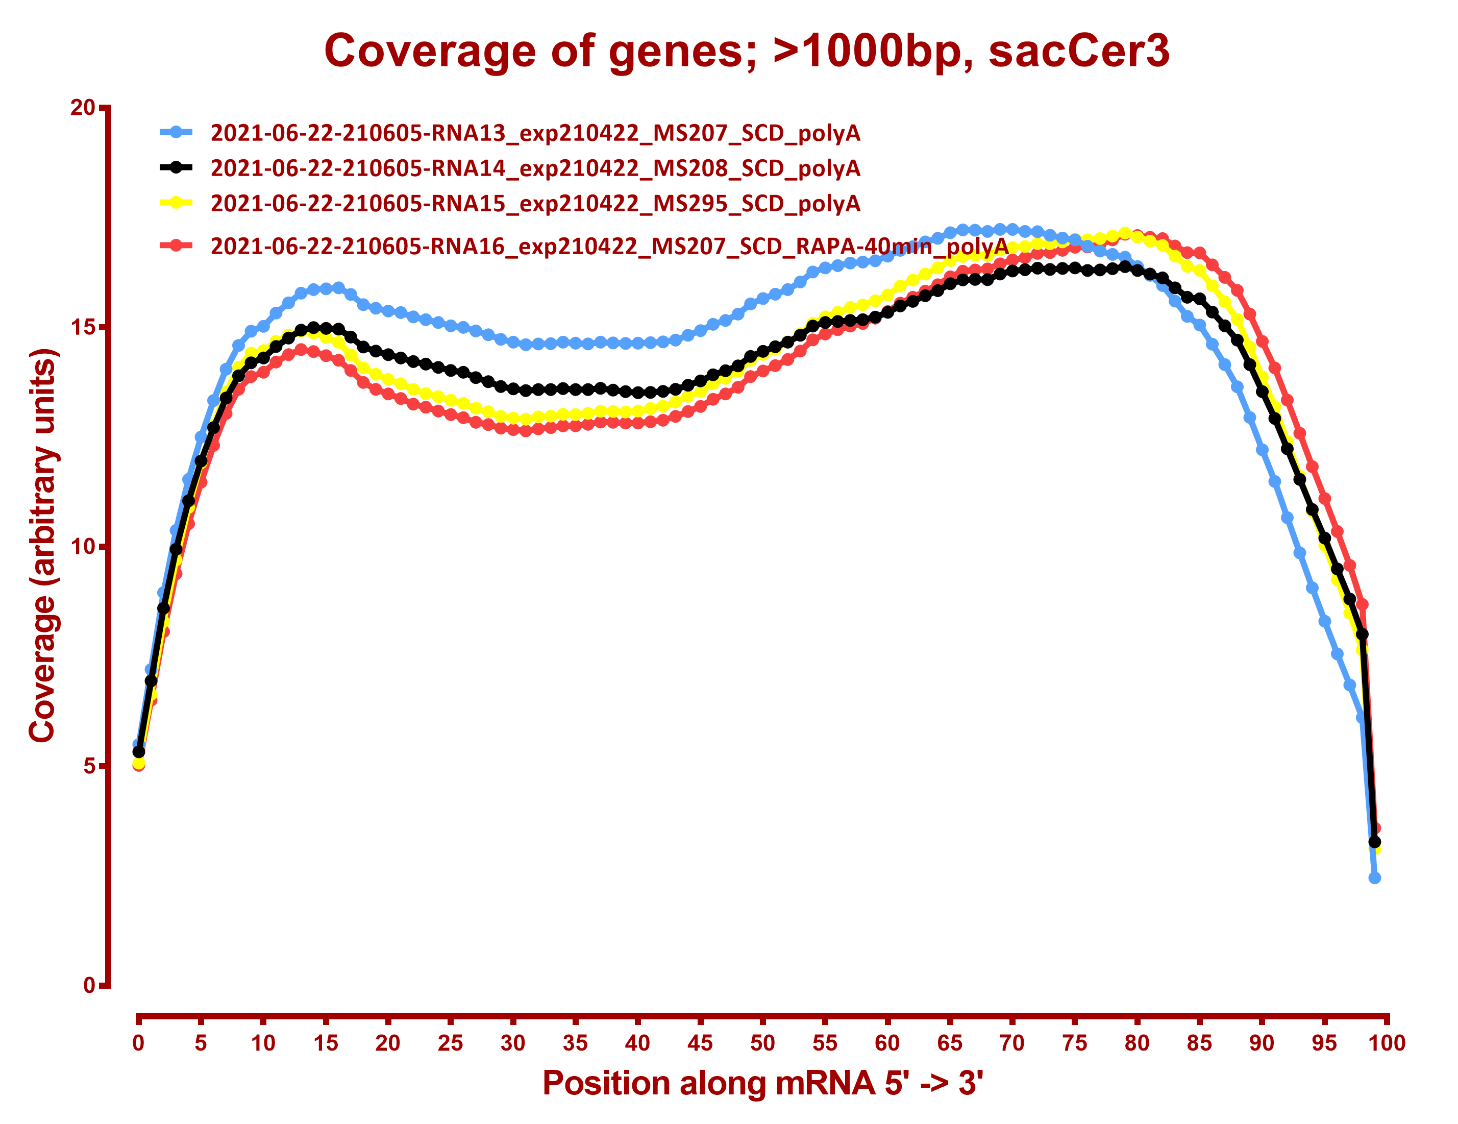 Coverage of genes; >1000bp, sacCer3
20
2021-06-22-210605-RNA13_exp210422_MS207_SCD_polyA
2021-06-22-210605-RNA14_exp210422_MS208_SCD_polyA
2021-06-22-210605-RNA15_exp210422_MS295_SCD_polyA
2021-06-22-210605-RNA16_exp210422_MS207_SCD_RAPA-40min_polyA
15
10
5
0
Coverage (arbitrary units)
0 5 10 15 20 25 30 35 40 45 50 55 60 65 70 75 80 85 90 95 100
Position along mRNA 5' -> 3'